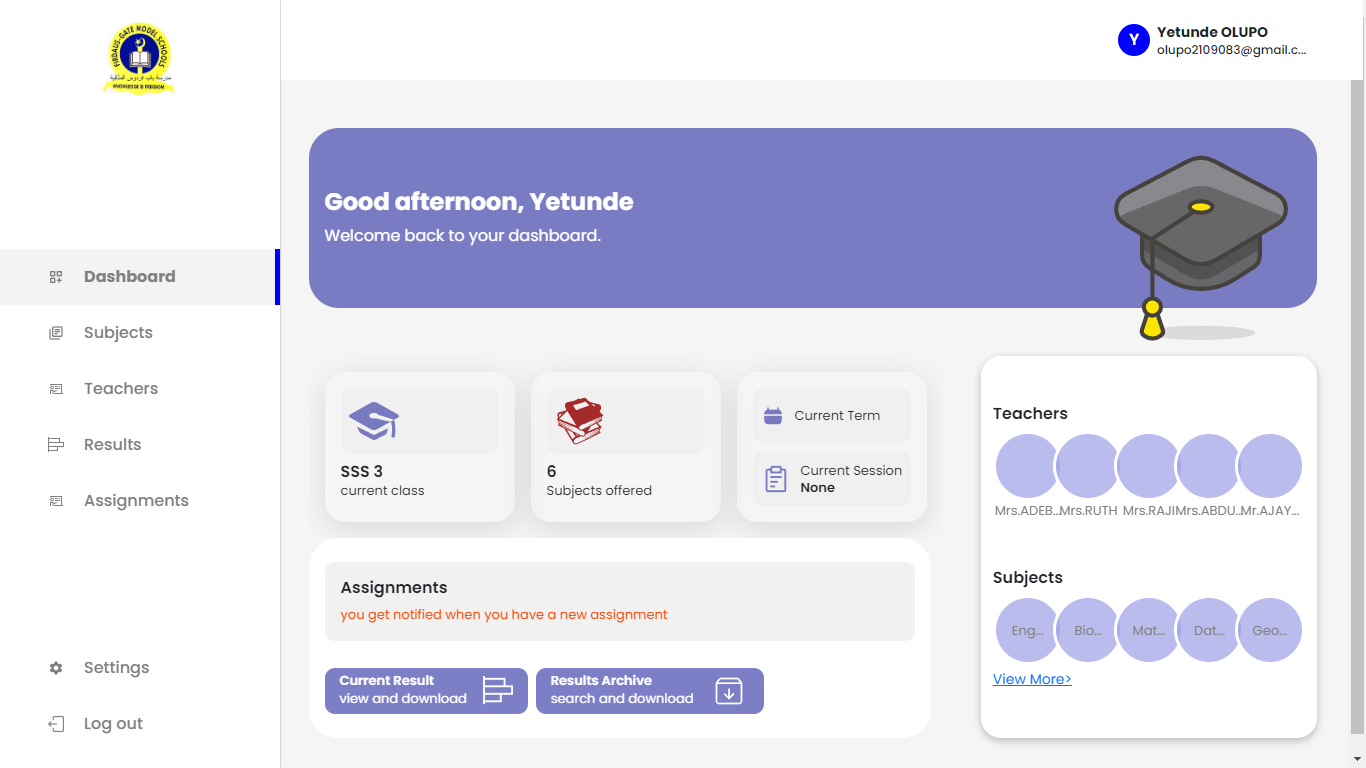 FIRDAUS-GATE MODEL SCHOOLS
KNOWLEDGE IS FREEDOM
Y
Yetunde OLUPO
olupo2109083@gmail.c...
Good afternoon, Yetunde
Welcome back to your dashboard.
Dashboard
Subjects
Teachers
Results
Assignments
Settings
Log out
SSS 3
current class
6
Subjects offered
Current Term
Current Session
None
Assignments
you get notified when you have a new assignment
Current Result
view and download
Results Archive
search and download
Teachers
Mrs.ADEB... Mrs.RUTH Mrs.RAJI Mrs.ABDU... Mr.AJAY...
Subjects
Eng... Bio... Mat... Dat... Geo...
View More>